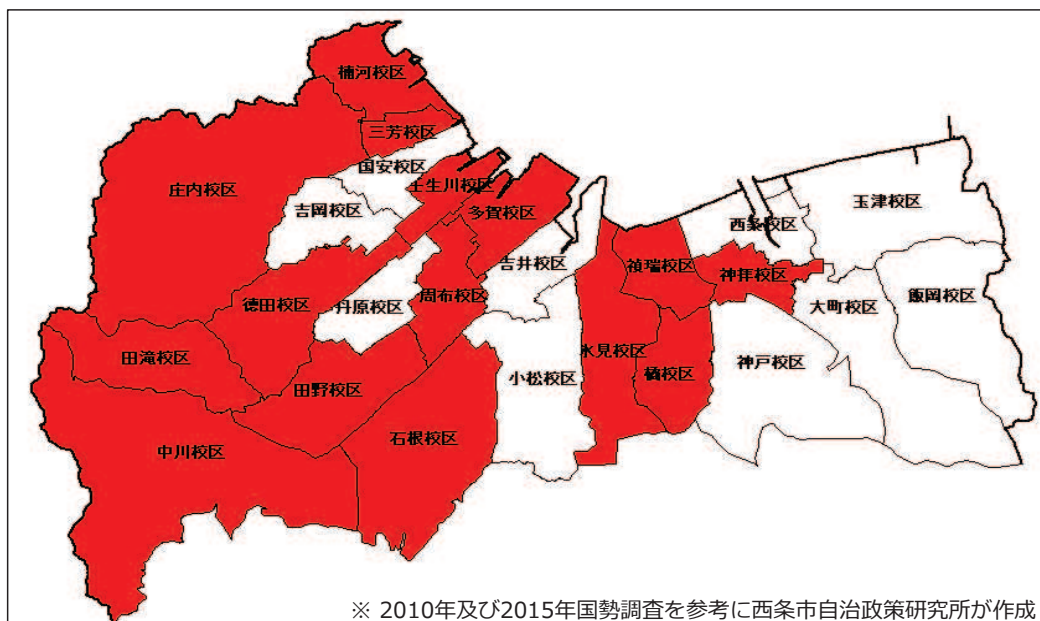 楠河校区
三芳校区
国安校区
庄内校区
壬生川校区
吉岡校区
多賀校区
玉津校区
西条校区
吉井校区
禎瑞校区
神拝校区
飯岡校区
周布校区
徳田校区
丹原校区
大町校区
田滝校区
氷見校区
神戸校区
橘校区
小松校区
田野校区
石根校区
中川校区
※ 2010年及び2015年国勢調査を参考に西条市自治政策研究所が作成